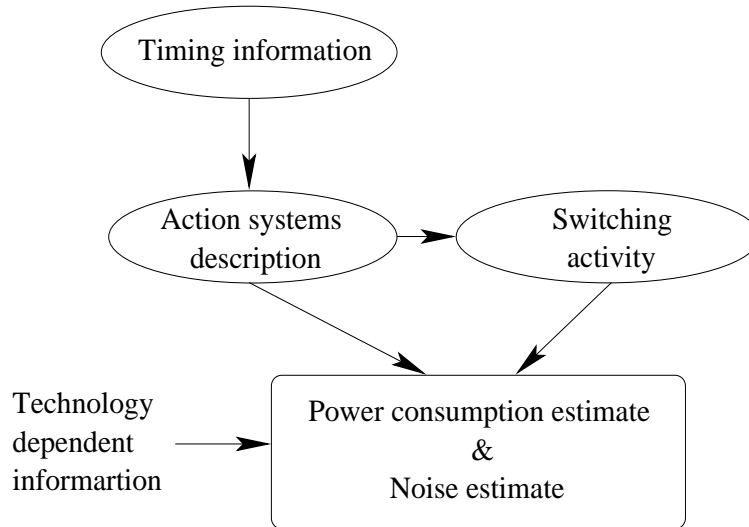 Timing information
Action systems
description
Switching
activity
Technology
dependent
informartion
Power consumption estimate
&
Noise estimate